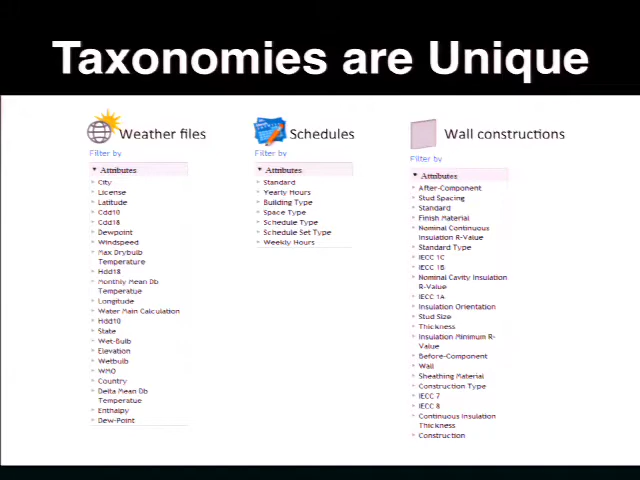 Taxonomies are Unique
Weather files
Filter by
Attributes
City
License
Latitude
Cdd10
Cdd18
Dewpoint
Windspeed
Max Drybulb
Temperature
Hdd18
Monthly Mean Db
Temperatue
Longitude
Water Main Calculation
Hdd10
State
Wet-Bulb
Elevation
Wetbulb
WMO
Country
Delta Mean Db
Temperatue
Enthalpy
Dew-Point
Schedules
Filter by
Attributes
Standard
Yearly Hours
Building Type
Space Type
Schedule Type
Schedule Set Type
Weekly Hours
Wall constructions
Filter by
Attributes
After-Component
Stud Spacing
Standard
Finish Material
Nominal Continuous
Insulation R-Value
Standard Type
IECC 1C
IECC 1B
Nominal Cavity Insulation
R-Value
IECC 1A
Insulation Orientation
Stud Size
Thickness
Insulation Minimum R-
Value
Before-Component
Wall
Sheathing Material
Construction Type
IECC 7
IECC 8
Continuous Insulation
Thickness
Construction